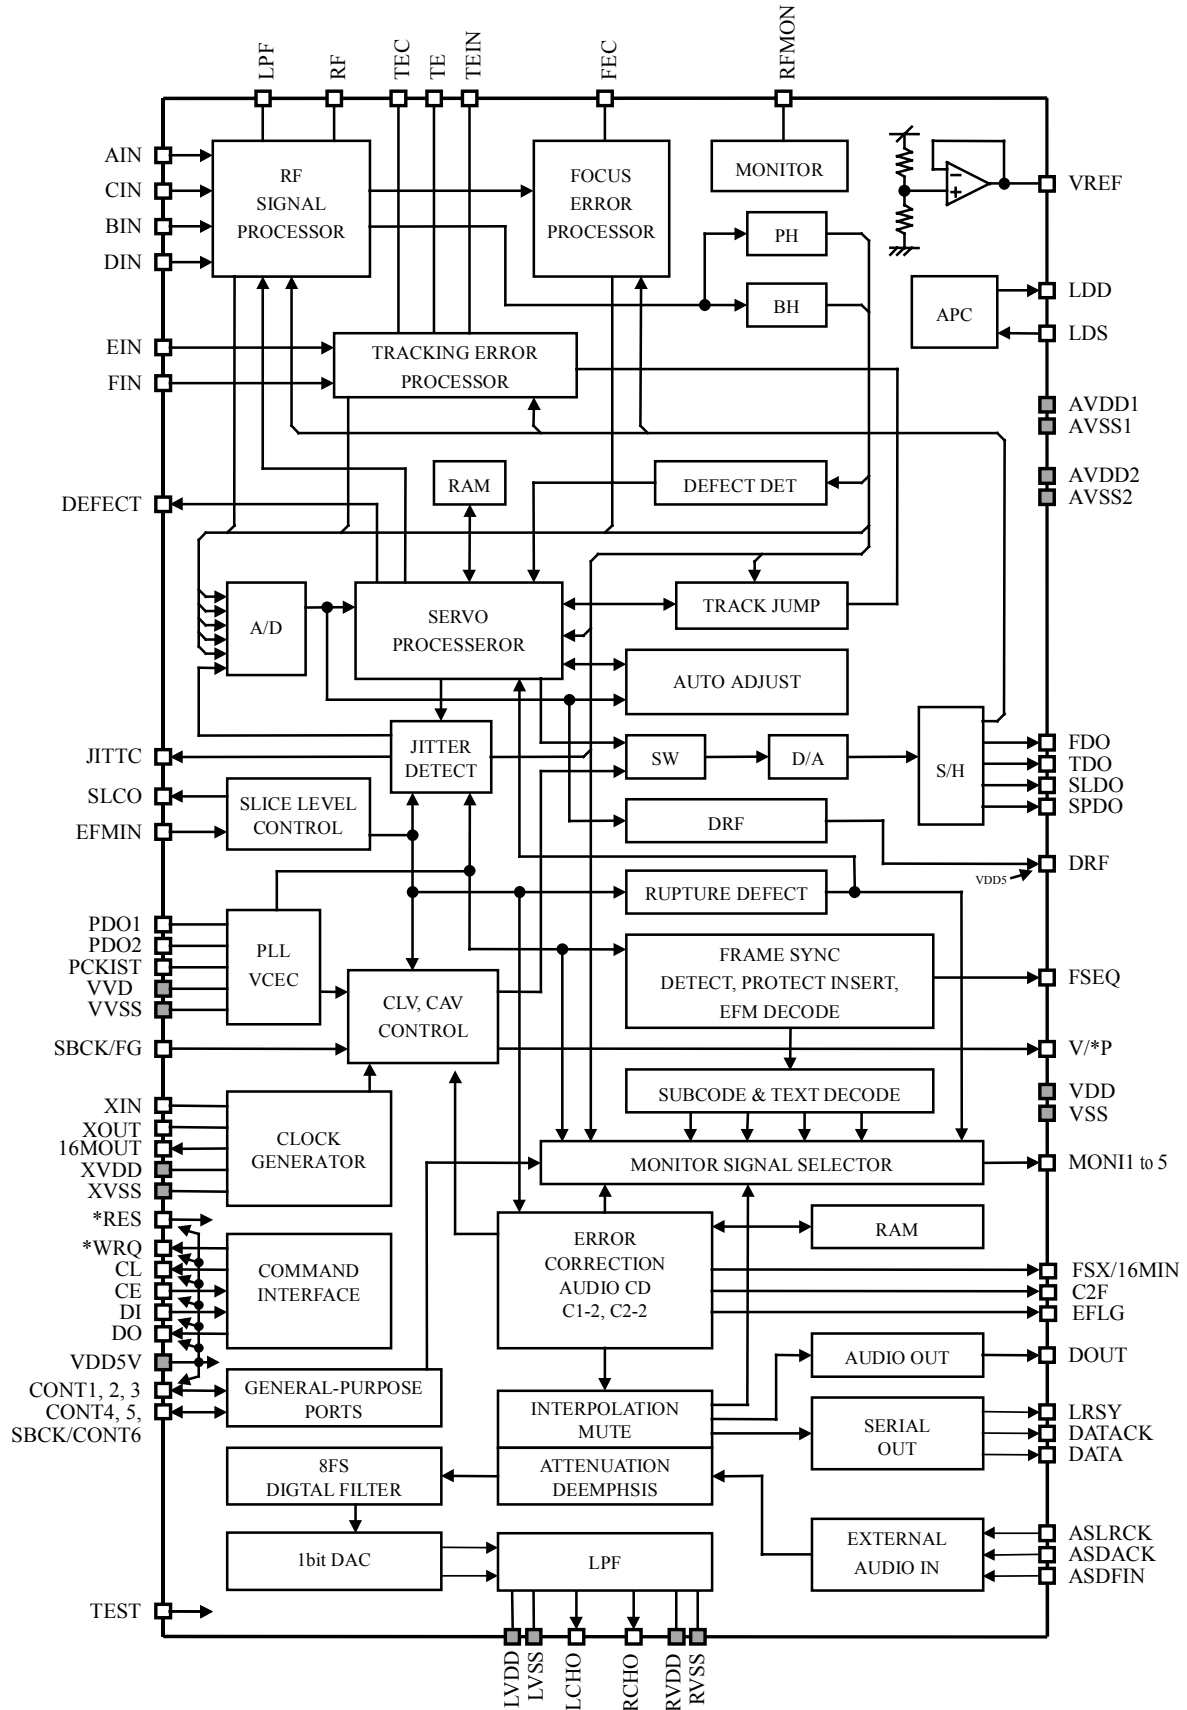 LPF
RF
TEC
TE
TEIN
FEC
RFMON
AIN
CIN
BIN
DIN
RF
SIGNAL
PROCESSOR
FOCUS
ERROR
PROCESSOR
MONITOR
VREF
PH
BH
APC
LDD
LDS
EIN
FIN
TRACKING ERROR
PROCESSOR
AVDD1
AVSS1
AVDD2
AVSS2
DEFECT
RAM
DEFECT DET
A/D
SERVO
PROCESSEROR
TRACK JUMP
AUTO ADJUST
JITTC
JITTER
DETECT
SW
D/A
S/H
FDO
TDO
SLDO
SPDO
SLCO
EFMIN
SLICE LEVEL
CONTROL
DRF
VDD5
DRF
RUPTURE DEFECT
PDO1
PDO2
PCKIST
VVD
VVSS
PLL
VCEC
CLV, CAV
CONTROL
FRAME SYNC
DETECT, PROTECT INSERT,
EFM DECODE
FSEQ
SBCK/FG
V/*P
VDD
VSS
XIN
XOUT
16MOUT
XVDD
XVSS
CLOCK
GENERATOR
SUBCODE & TEXT DECODE
MONITOR SIGNAL SELECTOR
MONI1 to 5
*RES
*WRQ
CL
CE
DI
DO
VDD5V
COMMAND
INTERFACE
ERROR
CORRECTION
AUDIO CD
C1-2, C2-2
RAM
FSX/16MIN
C2F
EFLG
CONT1, 2, 3
CONT4, 5,
SBCK/CONT6
GENERAL-PURPOSE
PORTS
INTERPOLATION
MUTE
AUDIO OUT
DOUT
SERIAL
OUT
LRSY
DATACK
DATA
8FS
DIGTAL FILTER
ATTENUATION
DEEMPHSIS
1bit DAC
LPF
EXTERNAL
AUDIO IN
ASLRCK
ASDACK
ASDFIN
TEST
LVDD
LVSS
LCHO
RCHO
RVDD
RVSS